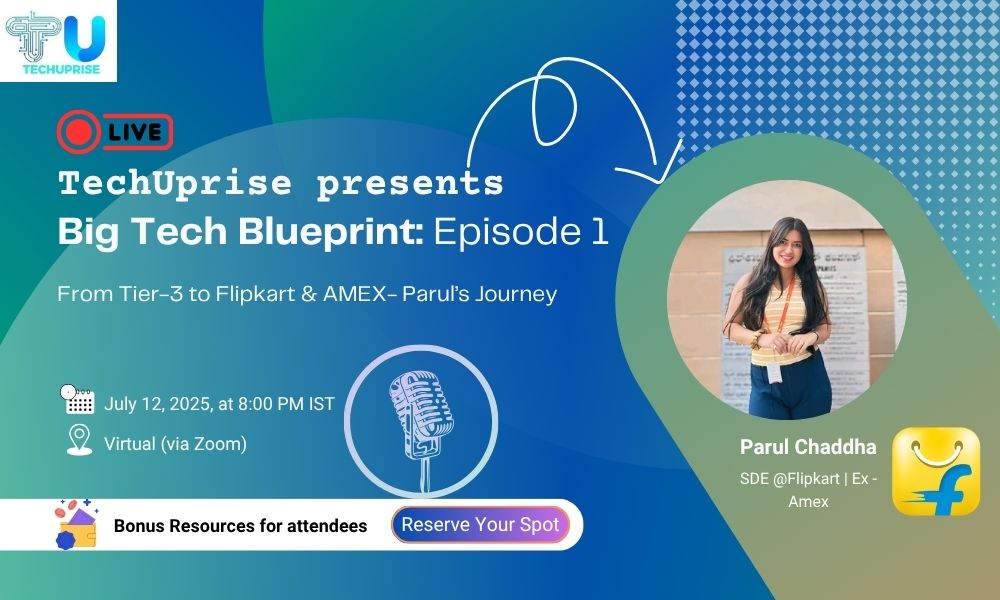 TU
TECHUPRISE
LIVE
TechUprise presents
Big Tech Blueprint: Episode 1
From Tier-3 to Flipkart & AMEX- Parul's Journey
July 12, 2025, at 8:00 PM IST
Virtual (via Zoom)
Bonus Resources for attendees
Reserve Your Spot
Parul Chaddha
SDE @Flipkart | Ex -
Amex
f